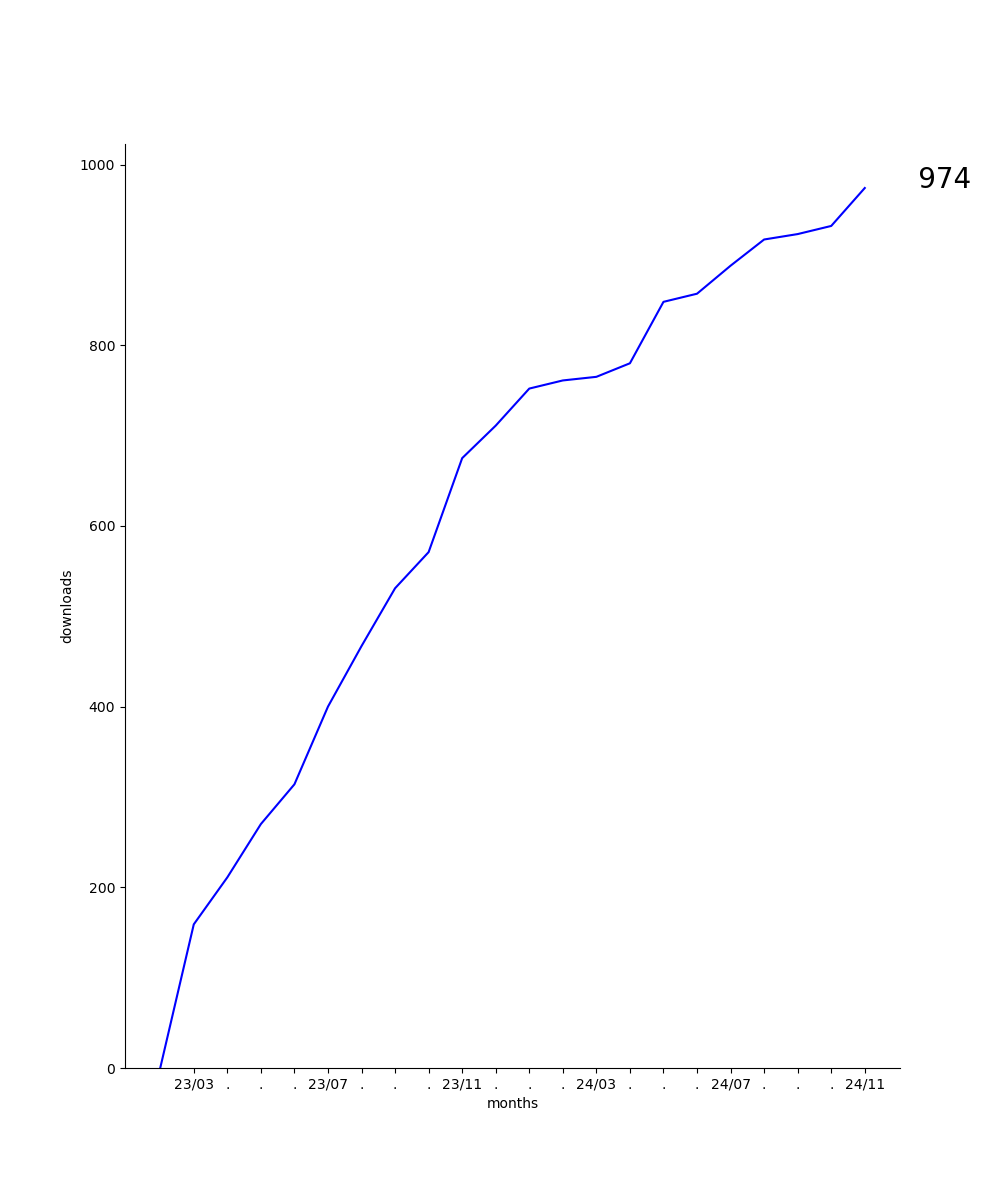 974
1000
800
600
400
200
0
downloads
23/03 . . . 23/07 . . . 23/11 . . . 24/03 . . . 24/07 . . . 24/11
months